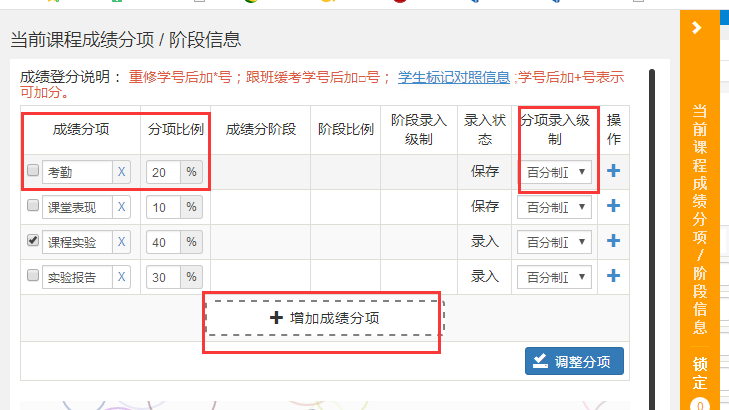 当前课程成绩分项 / 阶段信息
成绩登分说明： 重修学号后加*号；跟班缓考学号后加□号； 学生标记对照信息 ;学号后加+号表示
可加分。
成绩分项 分项比例 成绩分阶段 阶段比例 阶段录入级制 录入状态 分项录入级制 操作
考勤 X 20 % 保存 百分制正 ▼ +
课堂表现 X 10 % 保存 百分制正 ▼ +
课程实验 X 40 % 录入 百分制正 ▼ +
实验报告 X 30 % 录入 百分制正 ▼ +
+ 增加成绩分项
调整分项
当前课程成绩分项/阶段信息
锁定
0